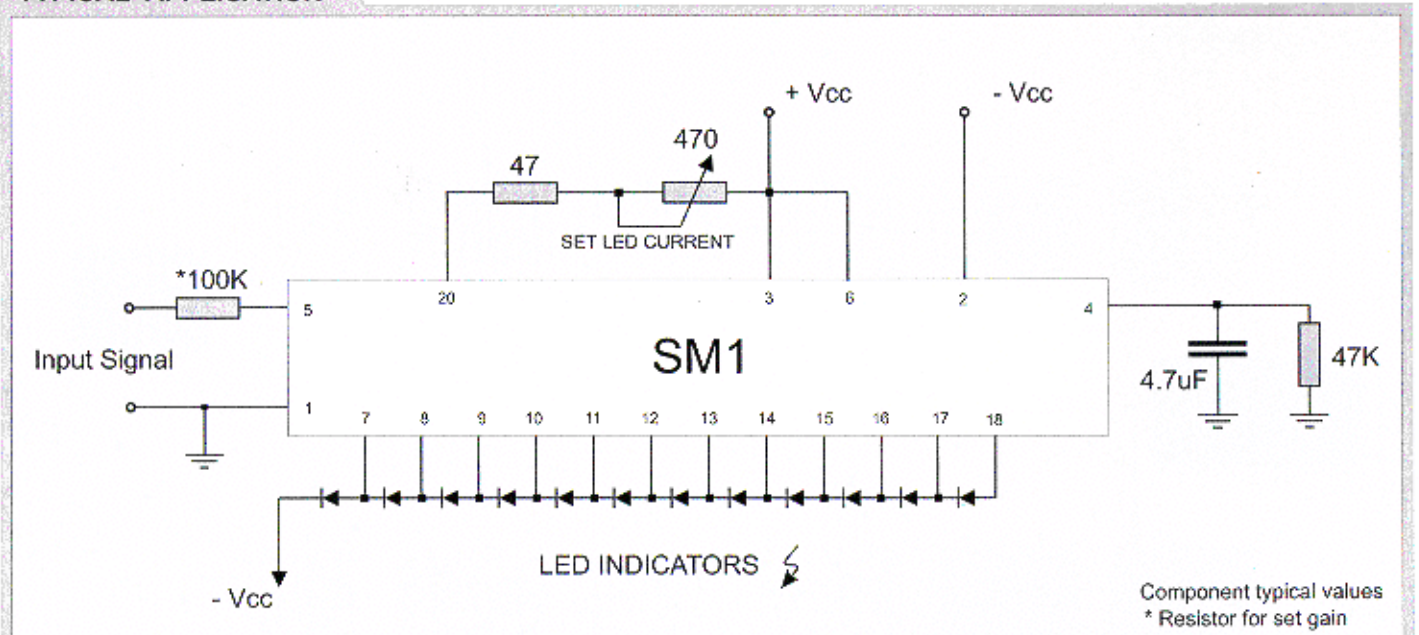 + Vcc
- Vcc
470
47
SET LED CURRENT
*100K
5
20
3
6
2
4
Input Signal
SM1
4.7uF
47K
1
7
8
9
10
11
12
13
14
15
16
17
18
LED INDICATORS
- Vcc
Component typical values
* Resistor for set gain